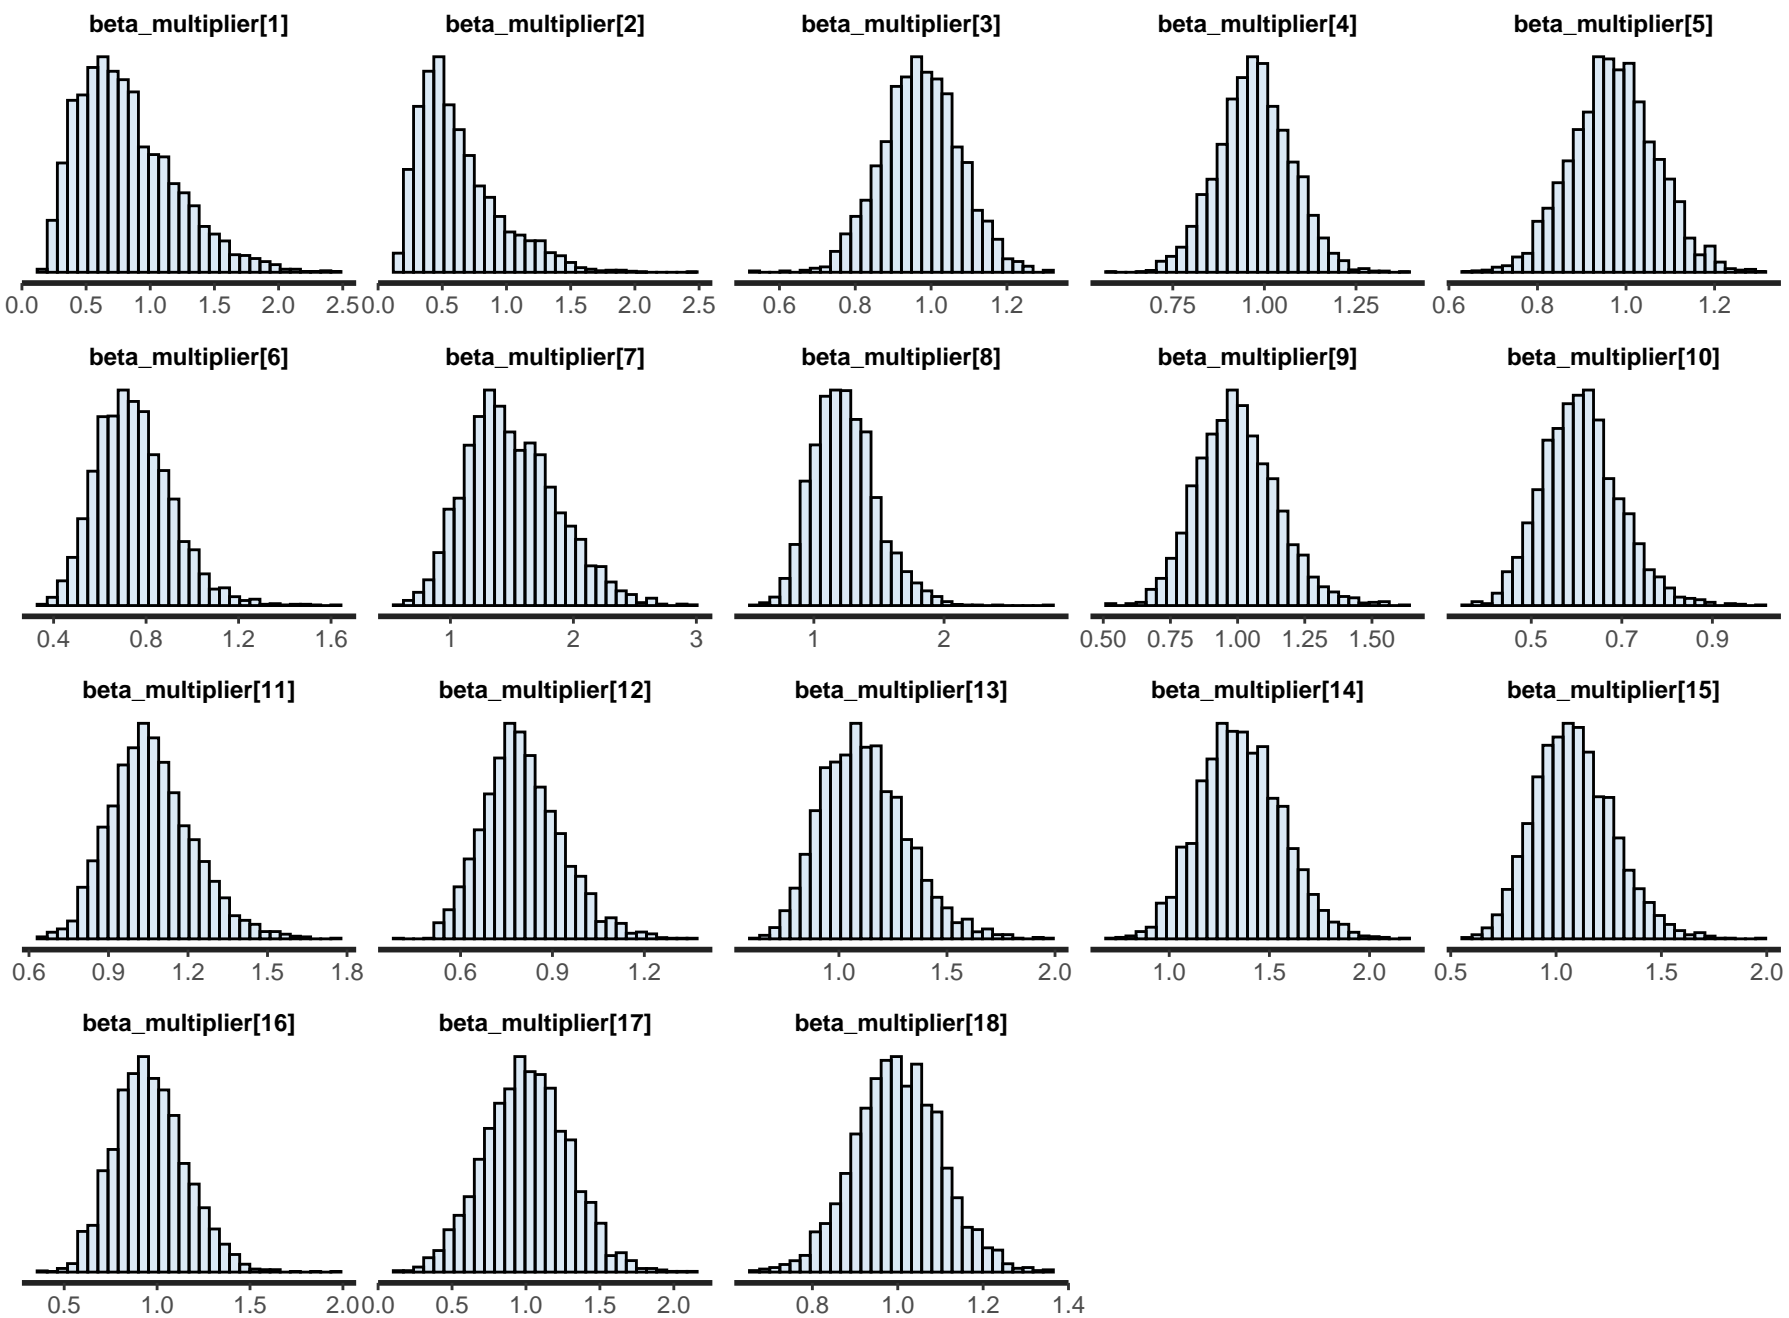 beta_multiplier[1] beta_multiplier[2] beta_multiplier[3] beta_multiplier[4] beta_multiplier[5]
0.0 0.5 1.0 1.5 2.0 2.5 0.0 0.5 1.0 1.5 2.0 2.5 0.6 0.8 1.0 1.2 0.75 1.00 1.25 0.6 0.8 1.0 1.2
beta_multiplier[6] beta_multiplier[7] beta_multiplier[8] beta_multiplier[9] beta_multiplier[10]
0.4 0.8 1.2 1.6 1 2 3 1 2 0.50 0.75 1.00 1.25 1.50 0.5 0.7 0.9
beta_multiplier[11] beta_multiplier[12] beta_multiplier[13] beta_multiplier[14] beta_multiplier[15]
0.6 0.9 1.2 1.5 1.8 0.6 0.9 1.2 1.0 1.5 2.0 1.0 1.5 2.0 0.5 1.0 1.5 2.0
beta_multiplier[16] beta_multiplier[17] beta_multiplier[18]
0.5 1.0 1.5 2.0 0.0 0.5 1.0 1.5 2.0 0.8 1.0 1.2 1.4